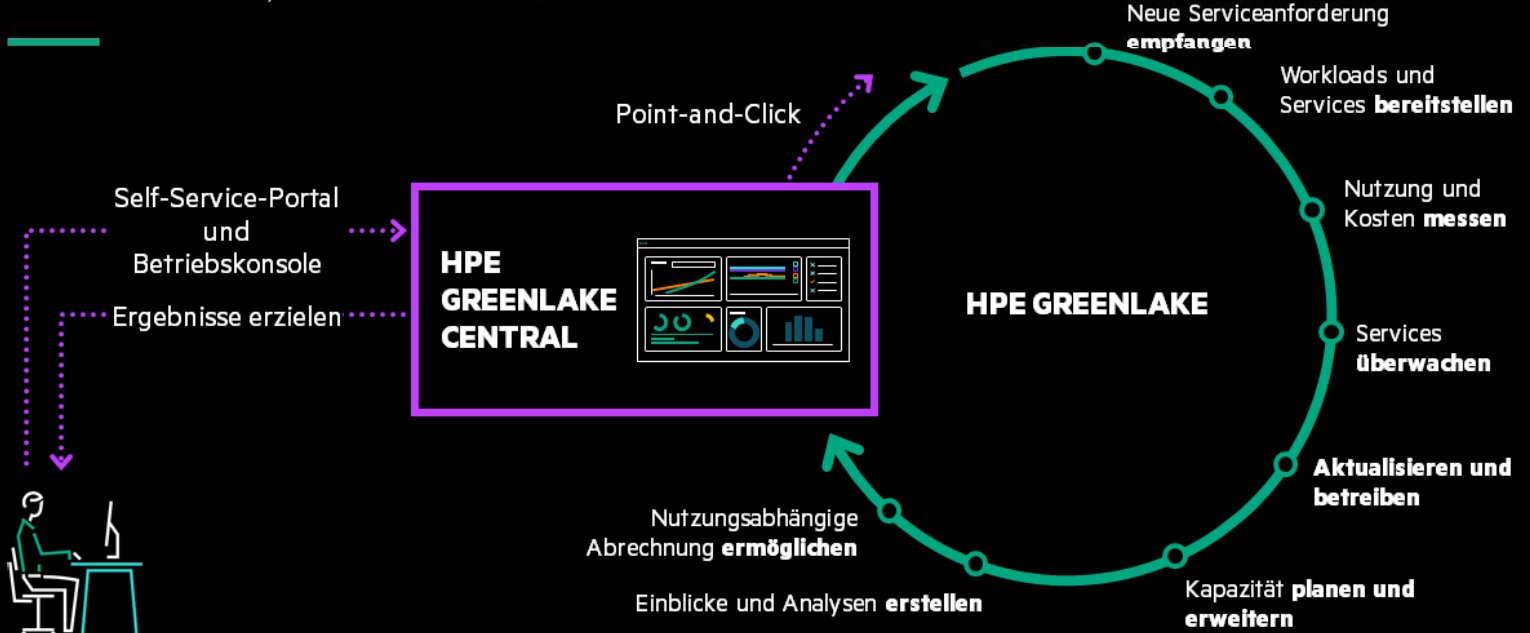 Neue Serviceanforderung
empfangen
Workloads und
Services bereitstellen
Point-and-Click
Self-Service-Portal
und
Betriebskonsole
Nutzung und
Kosten messen
HPE
GREENLAKE
CENTRAL
HPE GREENLAKE
Ergebnisse erzielen
Services
überwachen
Aktualisieren und
betreiben
Nutzungsabhängige
Abrechnung ermöglichen
Kapazität planen und
erweitern
Einblicke und Analysen erstellen